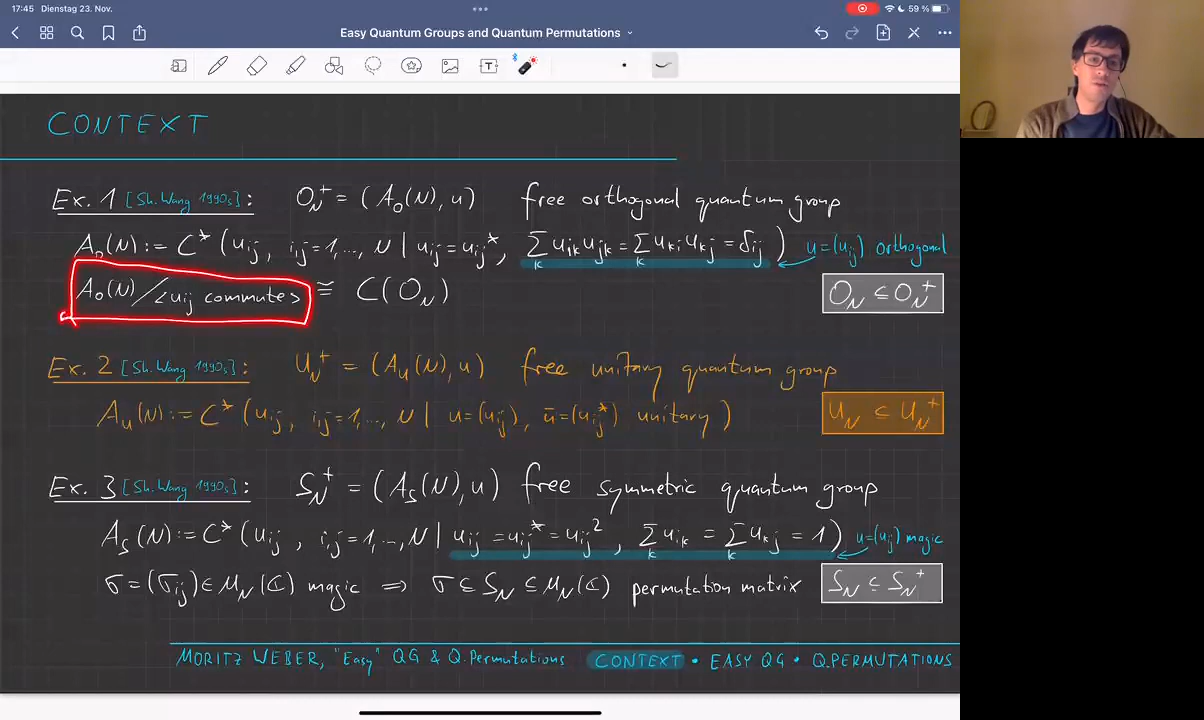 17:45 Dienstag 23. Nov.
59 %
Easy Quantum Groups and Quantum Permutations
CONTEXT
Ex. 1 [Sh. Wang 1990s]: O_N^+ = (A_o(N), u) free orthogonal quantum group
A_o(N) := C*(u_ij, i,j=1,...,N | u_ij = u_ij*, Σ_k u_ik u_jk = Σ_k u_ki u_kj = δ_ij) ← u=(u_ij) orthogonal
A_o(N)/<u_ij commute> ≅ C(O_N) O_N ⊆ O_N^+
Ex. 2 [Sh. Wang 1990s]: U_N^+ = (A_u(N), u) free unitary quantum group
A_u(N) := C*(u_ij, i,j=1,...,N | u=(u_ij), ū=(u_ij*) unitary) U_N ⊆ U_N^+
Ex. 3 [Sh. Wang 1990s]: S_N^+ = (A_s(N), u) free symmetric quantum group
A_s(N) := C*(u_ij, i,j=1,...,N | u_ij = u_ij* = u_ij^2, Σ_k u_ik = Σ_k u_kj = 1) ← u=(u_ij) magic
σ=(σ_ij) ∈ M_N(ℂ) magic ⟹ σ ∈ S_N ⊆ M_N(ℂ) permutation matrix S_N ⊆ S_N^+
MORITZ WEBER, "Easy" QG & Q.Permutations CONTEXT • EASY QG • Q.PERMUTATIONS